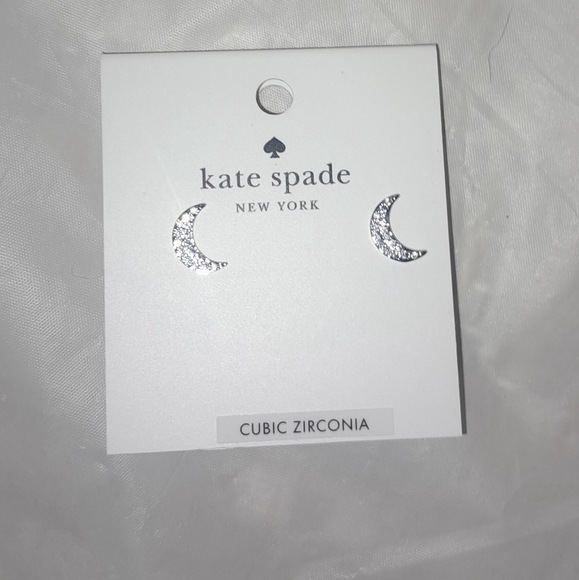 kate spade
NEW YORK
CUBIC ZIRCONIA